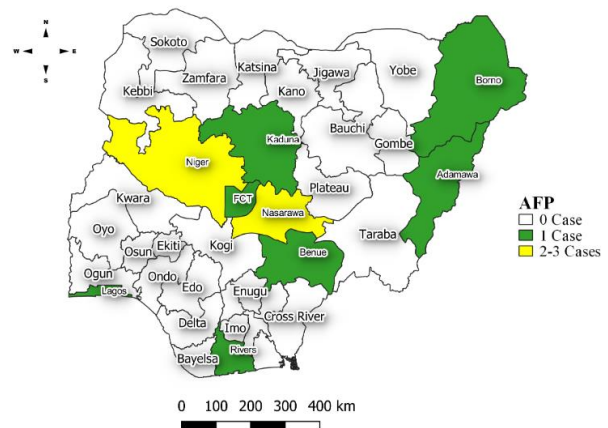 N
W E
S
Sokoto
Katsina
Jigawa
Yobe
Borno
Zamfara
Kebbi
Kano
Bauchi
Gombe
Kaduna
Niger
Adamawa
FCT
Plateau
Nasarawa
Kwara
Taraba
Oyo
Kogi
Benue
Osun
Ekiti
Ogun
Ondo
Edo
Lagos
Enugu
Cross River
Delta
Imo
Bayelsa
Rivers
AFP
0 Case
1 Case
2-3 Cases
0 100 200 300 400 km